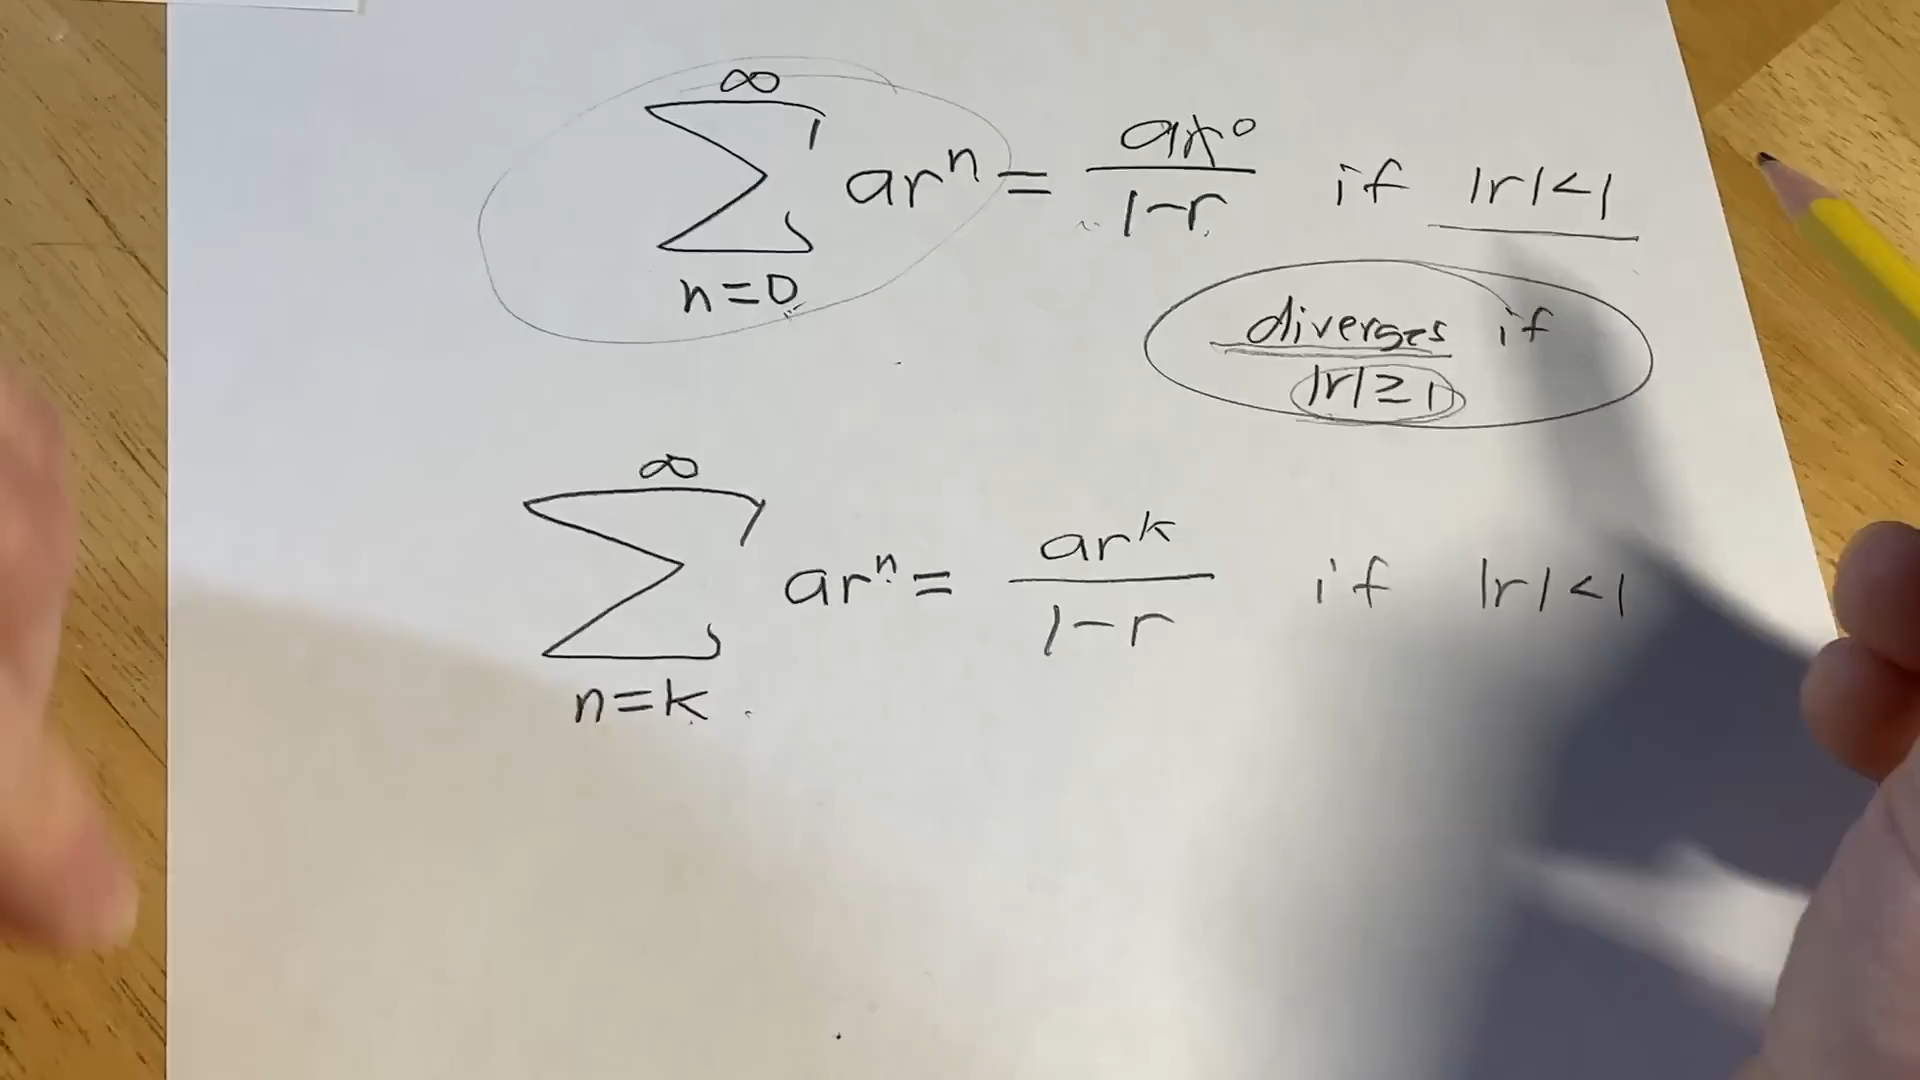 ∞
∑ arⁿ = ar⁰/(1-r) if |r|<1
n=0
diverges if
|r|≥1
∞
∑ arⁿ = arᵏ/(1-r) if |r|<1
n=k